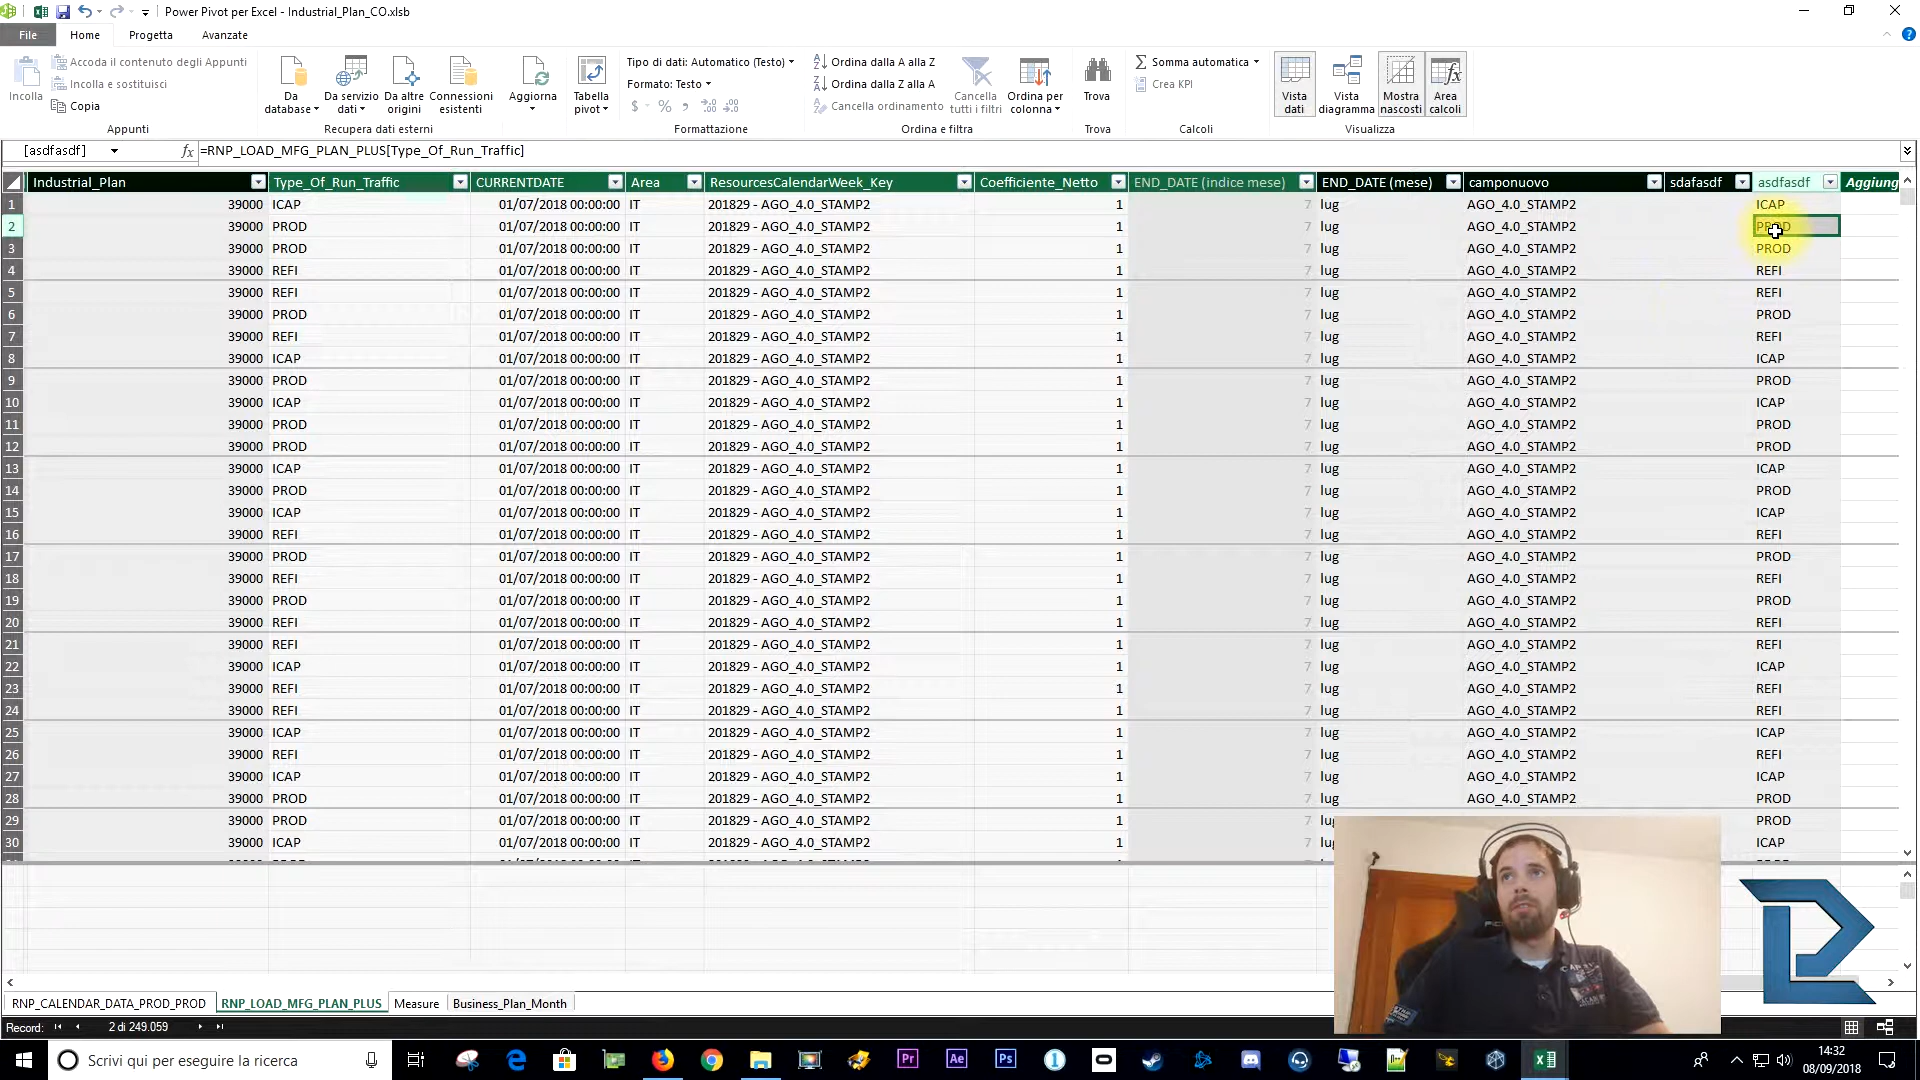 Power Pivot per Excel - Industrial_Plan_CO.xlsb
File Home Progetta Avanzate
Incolla
Accoda il contenuto degli Appunti
Incolla e sostituisci
Copia
Appunti
Da database
Da servizio dati
Da altre origini
Connessioni esistenti
Recupera dati esterni
Aggiorna
Tabella pivot
Tipo di dati: Automatico (Testo)
Formato: Testo
$ % ,
Formattazione
Ordina dalla A alla Z
Ordina dalla Z alla A
Cancella ordinamento
Cancella tutti i filtri
Ordina per colonna
Ordina e filtra
Trova
Trova
Somma automatica
Crea KPI
Calcoli
Vista dati
Vista diagramma
Mostra nascosti
Area calcoli
Visualizza
[asdfasdf] fx =RNP_LOAD_MFG_PLAN_PLUS[Type_Of_Run_Traffic]
Industrial_Plan Type_Of_Run_Traffic CURRENTDATE Area ResourcesCalendarWeek_Key Coefficiente_Netto END_DATE (indice mese) END_DATE (mese) camponuovo sdafasdf asdfasdf Aggiung
1 39000 ICAP 01/07/2018 00:00:00 IT 201829 - AGO_4.0_STAMP2 1 7 lug AGO_4.0_STAMP2 ICAP
2 39000 PROD 01/07/2018 00:00:00 IT 201829 - AGO_4.0_STAMP2 1 7 lug AGO_4.0_STAMP2 PROD
3 39000 PROD 01/07/2018 00:00:00 IT 201829 - AGO_4.0_STAMP2 1 7 lug AGO_4.0_STAMP2 PROD
4 39000 REFI 01/07/2018 00:00:00 IT 201829 - AGO_4.0_STAMP2 1 7 lug AGO_4.0_STAMP2 REFI
5 39000 REFI 01/07/2018 00:00:00 IT 201829 - AGO_4.0_STAMP2 1 7 lug AGO_4.0_STAMP2 REFI
6 39000 PROD 01/07/2018 00:00:00 IT 201829 - AGO_4.0_STAMP2 1 7 lug AGO_4.0_STAMP2 PROD
7 39000 REFI 01/07/2018 00:00:00 IT 201829 - AGO_4.0_STAMP2 1 7 lug AGO_4.0_STAMP2 REFI
8 39000 ICAP 01/07/2018 00:00:00 IT 201829 - AGO_4.0_STAMP2 1 7 lug AGO_4.0_STAMP2 ICAP
9 39000 PROD 01/07/2018 00:00:00 IT 201829 - AGO_4.0_STAMP2 1 7 lug AGO_4.0_STAMP2 PROD
10 39000 ICAP 01/07/2018 00:00:00 IT 201829 - AGO_4.0_STAMP2 1 7 lug AGO_4.0_STAMP2 ICAP
11 39000 PROD 01/07/2018 00:00:00 IT 201829 - AGO_4.0_STAMP2 1 7 lug AGO_4.0_STAMP2 PROD
12 39000 PROD 01/07/2018 00:00:00 IT 201829 - AGO_4.0_STAMP2 1 7 lug AGO_4.0_STAMP2 PROD
13 39000 ICAP 01/07/2018 00:00:00 IT 201829 - AGO_4.0_STAMP2 1 7 lug AGO_4.0_STAMP2 ICAP
14 39000 PROD 01/07/2018 00:00:00 IT 201829 - AGO_4.0_STAMP2 1 7 lug AGO_4.0_STAMP2 PROD
15 39000 ICAP 01/07/2018 00:00:00 IT 201829 - AGO_4.0_STAMP2 1 7 lug AGO_4.0_STAMP2 ICAP
16 39000 REFI 01/07/2018 00:00:00 IT 201829 - AGO_4.0_STAMP2 1 7 lug AGO_4.0_STAMP2 REFI
17 39000 PROD 01/07/2018 00:00:00 IT 201829 - AGO_4.0_STAMP2 1 7 lug AGO_4.0_STAMP2 PROD
18 39000 REFI 01/07/2018 00:00:00 IT 201829 - AGO_4.0_STAMP2 1 7 lug AGO_4.0_STAMP2 REFI
19 39000 PROD 01/07/2018 00:00:00 IT 201829 - AGO_4.0_STAMP2 1 7 lug AGO_4.0_STAMP2 PROD
20 39000 REFI 01/07/2018 00:00:00 IT 201829 - AGO_4.0_STAMP2 1 7 lug AGO_4.0_STAMP2 REFI
21 39000 REFI 01/07/2018 00:00:00 IT 201829 - AGO_4.0_STAMP2 1 7 lug AGO_4.0_STAMP2 REFI
22 39000 ICAP 01/07/2018 00:00:00 IT 201829 - AGO_4.0_STAMP2 1 7 lug AGO_4.0_STAMP2 ICAP
23 39000 REFI 01/07/2018 00:00:00 IT 201829 - AGO_4.0_STAMP2 1 7 lug AGO_4.0_STAMP2 REFI
24 39000 REFI 01/07/2018 00:00:00 IT 201829 - AGO_4.0_STAMP2 1 7 lug AGO_4.0_STAMP2 REFI
25 39000 ICAP 01/07/2018 00:00:00 IT 201829 - AGO_4.0_STAMP2 1 7 lug AGO_4.0_STAMP2 ICAP
26 39000 REFI 01/07/2018 00:00:00 IT 201829 - AGO_4.0_STAMP2 1 7 lug AGO_4.0_STAMP2 REFI
27 39000 ICAP 01/07/2018 00:00:00 IT 201829 - AGO_4.0_STAMP2 1 7 lug AGO_4.0_STAMP2 ICAP
28 39000 PROD 01/07/2018 00:00:00 IT 201829 - AGO_4.0_STAMP2 1 7 lug AGO_4.0_STAMP2 PROD
29 39000 PROD 01/07/2018 00:00:00 IT 201829 - AGO_4.0_STAMP2 1 7 PROD
30 39000 ICAP 01/07/2018 00:00:00 IT 201829 - AGO_4.0_STAMP2 1 7 ICAP
RNP_CALENDAR_DATA_PROD_PROD RNP_LOAD_MFG_PLAN_PLUS Measure Business_Plan_Month
Record: 2 di 249.059
Scrivi qui per eseguire la ricerca
Pr Ae Ps
14:32
08/09/2018